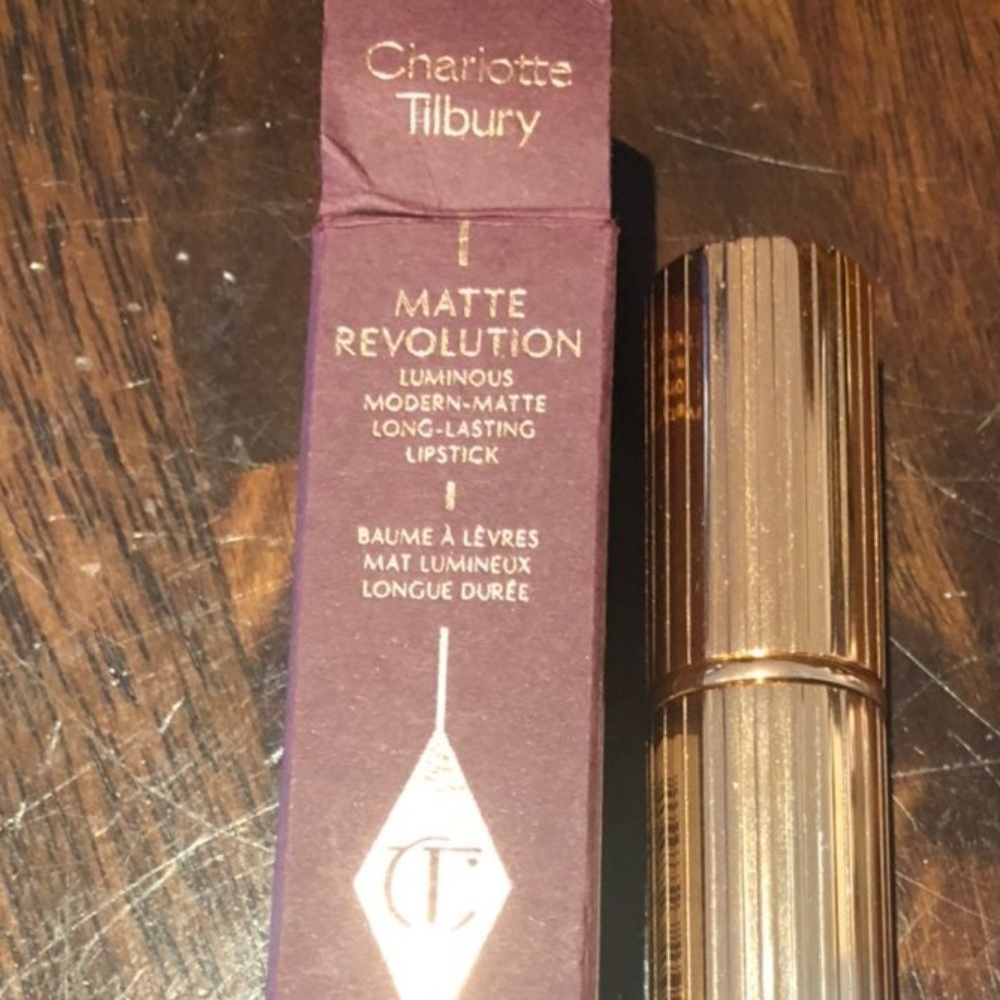 Charlotte
Tilbury
MATTE
REVOLUTION
LUMINOUS
MODERN-MATTE
LONG-LASTING
LIPSTICK
BAUME À LÈVRES
MAT LUMINEUX
LONGUE DURÉE
CT